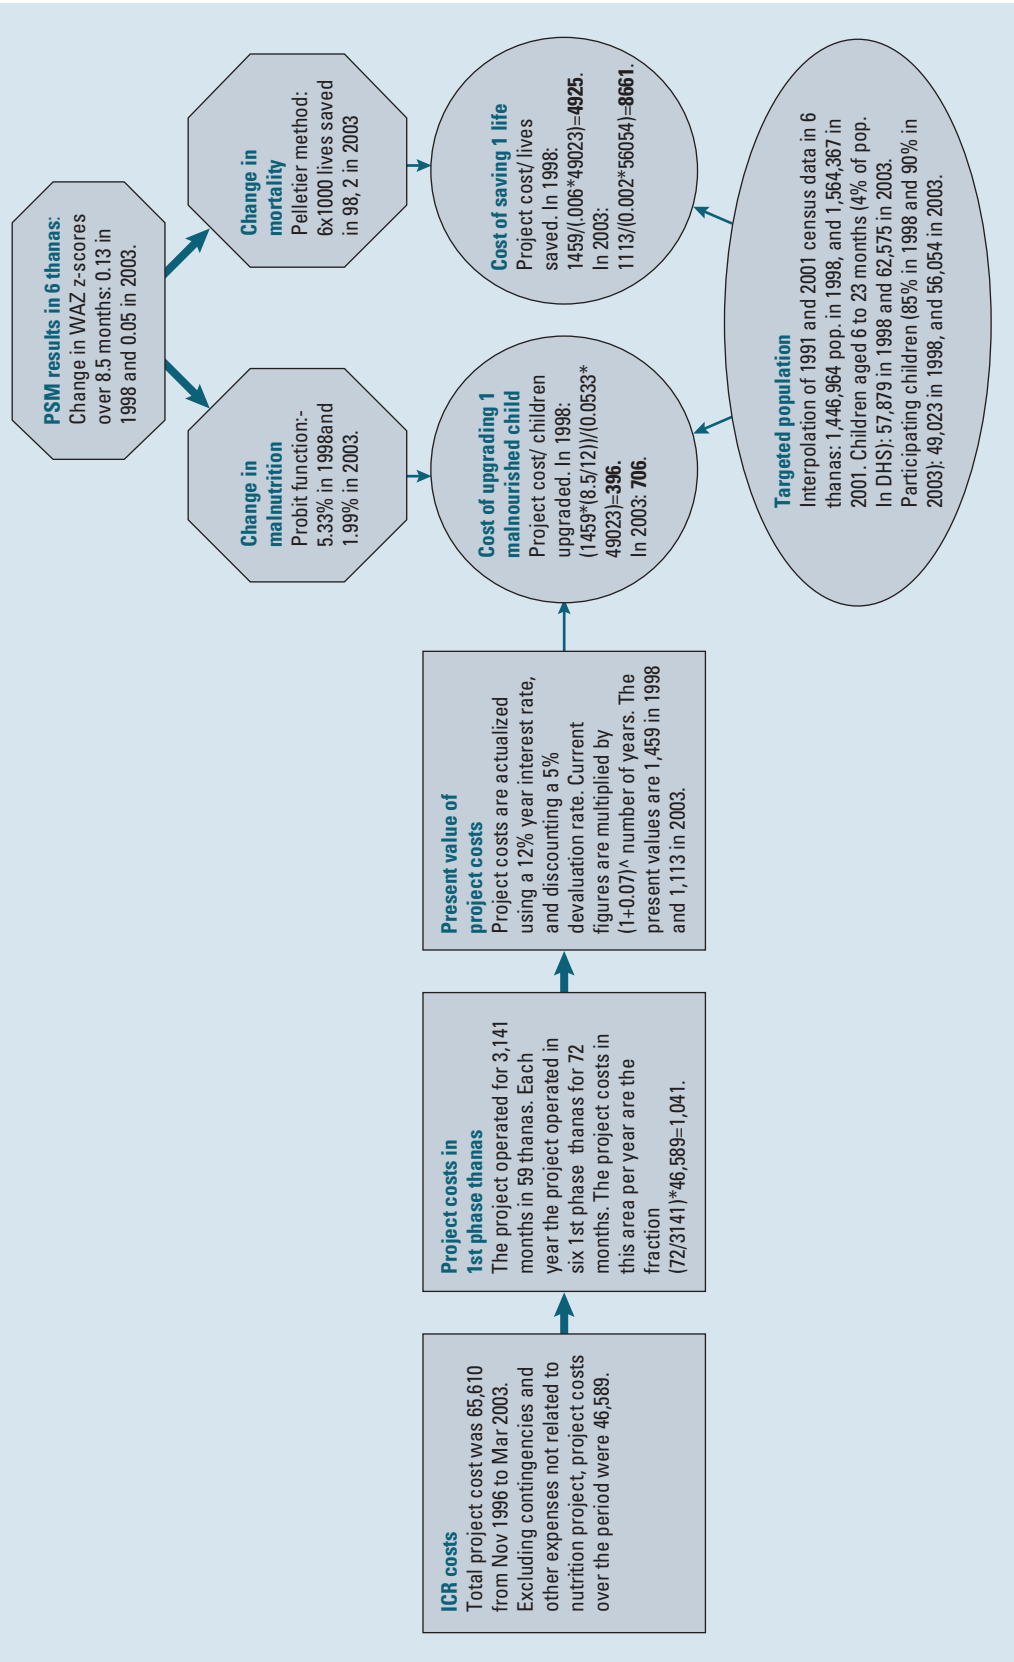 PSM results in 6 thanas:
Change in WAZ z-scores
over 8.5 months: 0.13 in
1998 and 0.05 in 2003.
Change in
malnutrition
Probit function:-
5.33% in 1998and
1.99% in 2003.
Change in
mortality
Pelletier method:
6x1000 lives saved
in 98, 2 in 2003
ICR costs
Total project cost was 65,610
from Nov 1996 to Mar 2003.
Excluding contingencies and
other expenses not related to
nutrition project, project costs
over the period were 46,589.
Project costs in
1st phase thanas
The project operated for 3,141
months in 59 thanas. Each
year the project operated in
six 1st phase thanas for 72
months. The project costs in
this area per year are the
fraction
(72/3141)*46,589=1,041.
Present value of
project costs
Project costs are actualized
using a 12% year interest rate,
and discounting a 5%
devaluation rate. Current
figures are multiplied by
(1+0.07)^ number of years. The
present values are 1,459 in 1998
and 1,113 in 2003.
Cost of upgrading 1
malnourished child
Project cost/ children
upgraded. In 1998:
(1459*(8.5/12))/(0.0533*
49023)=396.
In 2003: 706.
Cost of saving 1 life
Project cost/ lives
saved. In 1998:
1459/(.006*49023)=4925.
In 2003:
1113/(0.002*56054)=8661.
Targeted population
Interpolation of 1991 and 2001 census data in 6
thanas: 1,446,964 pop. in 1998, and 1,564,367 in
2001. Children aged 6 to 23 months (4% of pop.
In DHS): 57,879 in 1998 and 62,575 in 2003.
Participating children (85% in 1998 and 90% in
2003): 49,023 in 1998, and 56,054 in 2003.